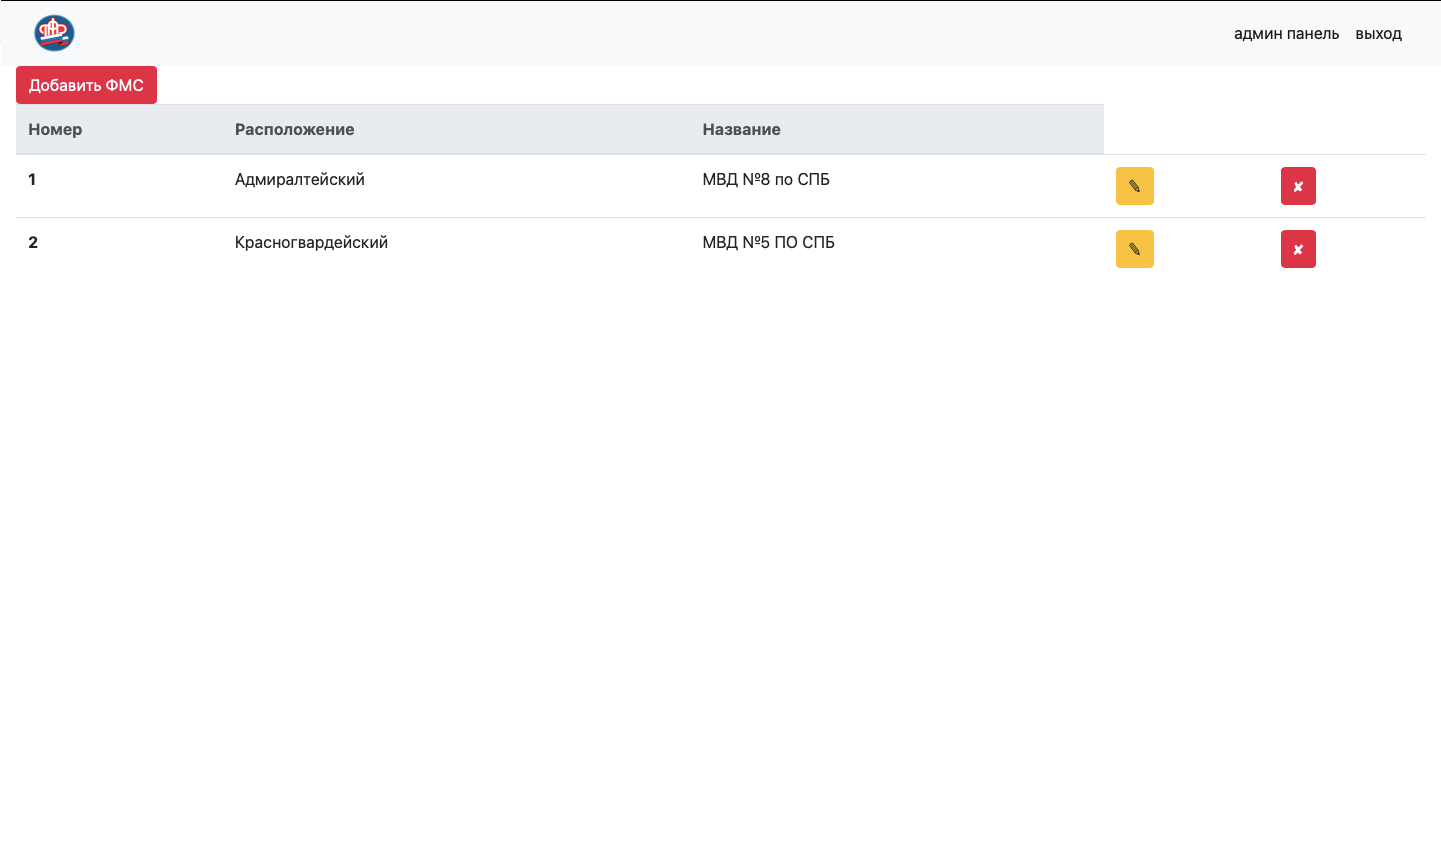 админ панель выход
Добавить ФМС
Номер Расположение Название
1 Адмиралтейский МВД №8 по СПБ ✎ ✘
2 Красногвардейский МВД №5 ПО СПБ ✎ ✘